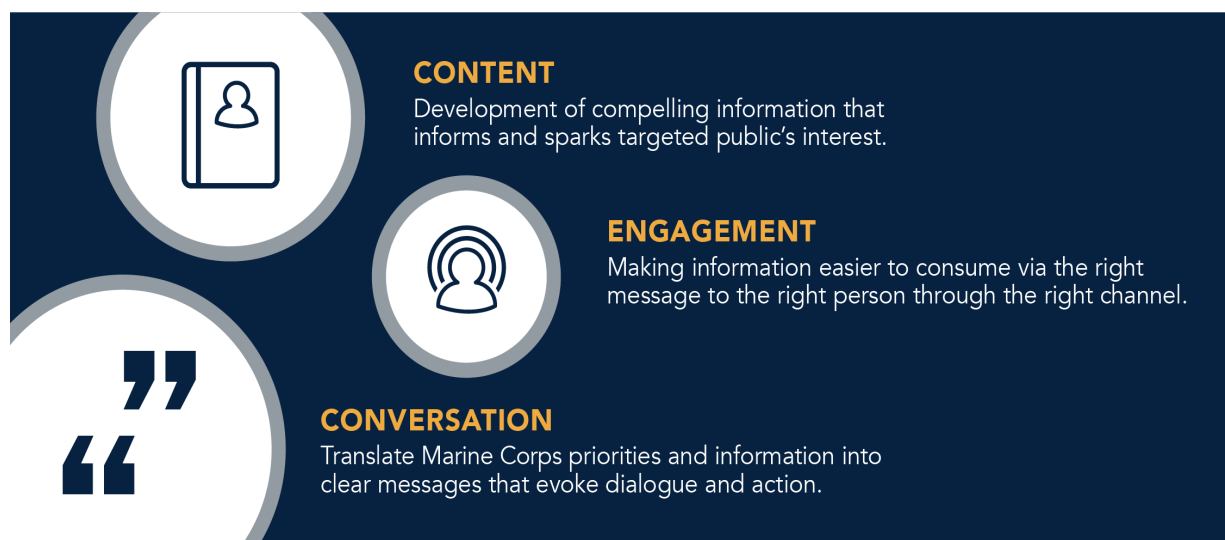 CONTENT
Development of compelling information that
informs and sparks targeted public's interest.
ENGAGEMENT
Making information easier to consume via the right
message to the right person through the right channel.
CONVERSATION
Translate Marine Corps priorities and information into
clear messages that evoke dialogue and action.